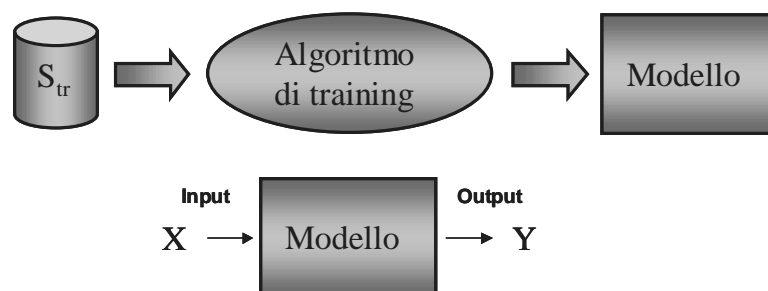 S_tr
Algoritmo
di training
Modello
Input
Output
X
Modello
Y